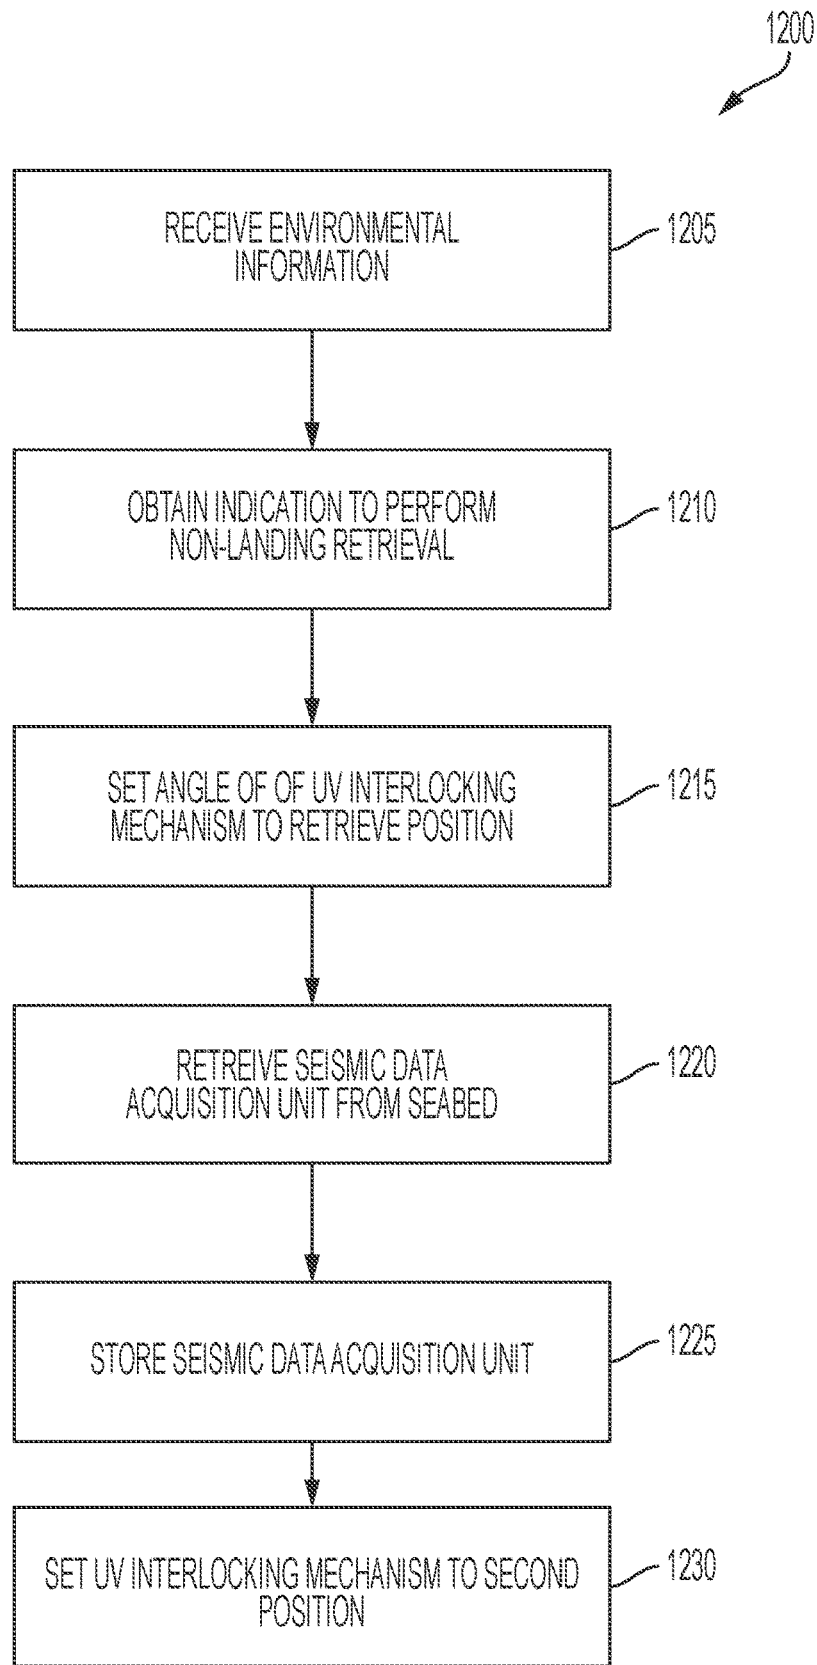 1200
RECEIVE ENVIRONMENTAL
INFORMATION
1205
OBTAIN INDICATION TO PERFORM
NON-LANDING RETRIEVAL
1210
SET ANGLE OF OF UV INTERLOCKING
MECHANISM TO RETRIEVE POSITION
1215
RETREIVE SEISMIC DATA
ACQUISITION UNIT FROM SEABED
1220
STORE SEISMIC DATA ACQUISITION UNIT
1225
SET UV INTERLOCKING MECHANISM TO SECOND
POSITION
1230